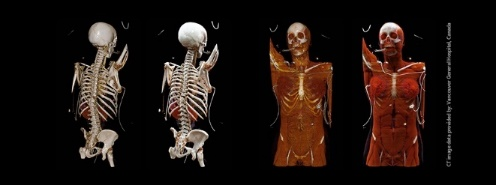 CT image data provided by Vancouver General Hospital, Canada